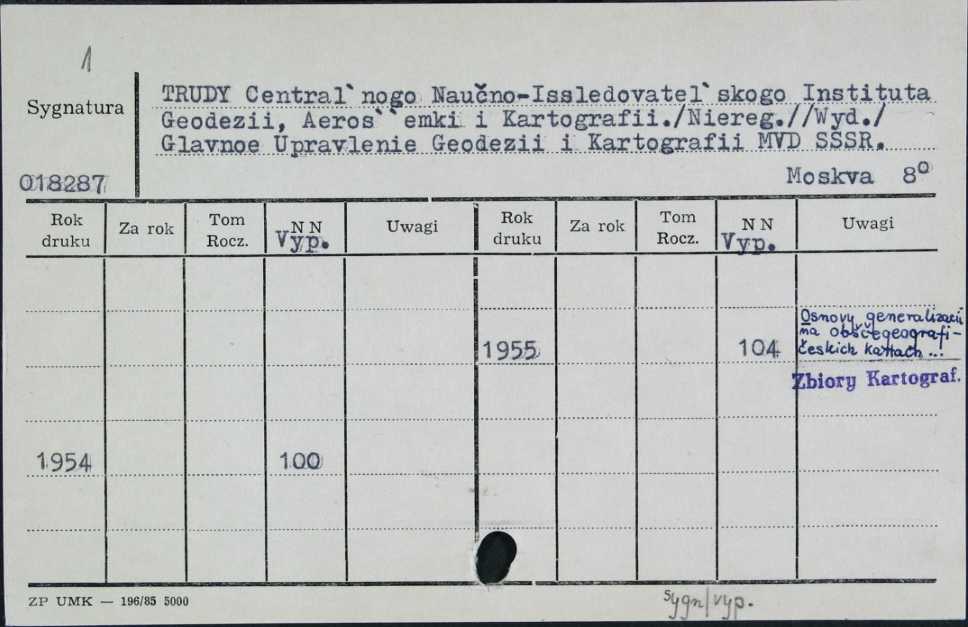 1
Sygnatura
TRUDY Central`nogo Naučno-Issledovatel`skogo Instituta
Geodezii, Aeros``emki i Kartografii./Niereg.//Wyd./
Glavnoe Upravlenie Geodezii i Kartografii MVD SSSR.
018287
Moskva 8º
Rok druku Za rok Tom Rocz. NN Vyp. Uwagi Rok druku Za rok Tom Rocz. NN Vyp. Uwagi
Osnovy generalizacii
na obščegeografi-
českich kartach...
1955 104
Zbiory Kartograf.
1954 100
ZP UMK — 196/85 5000
sygn/vyp.